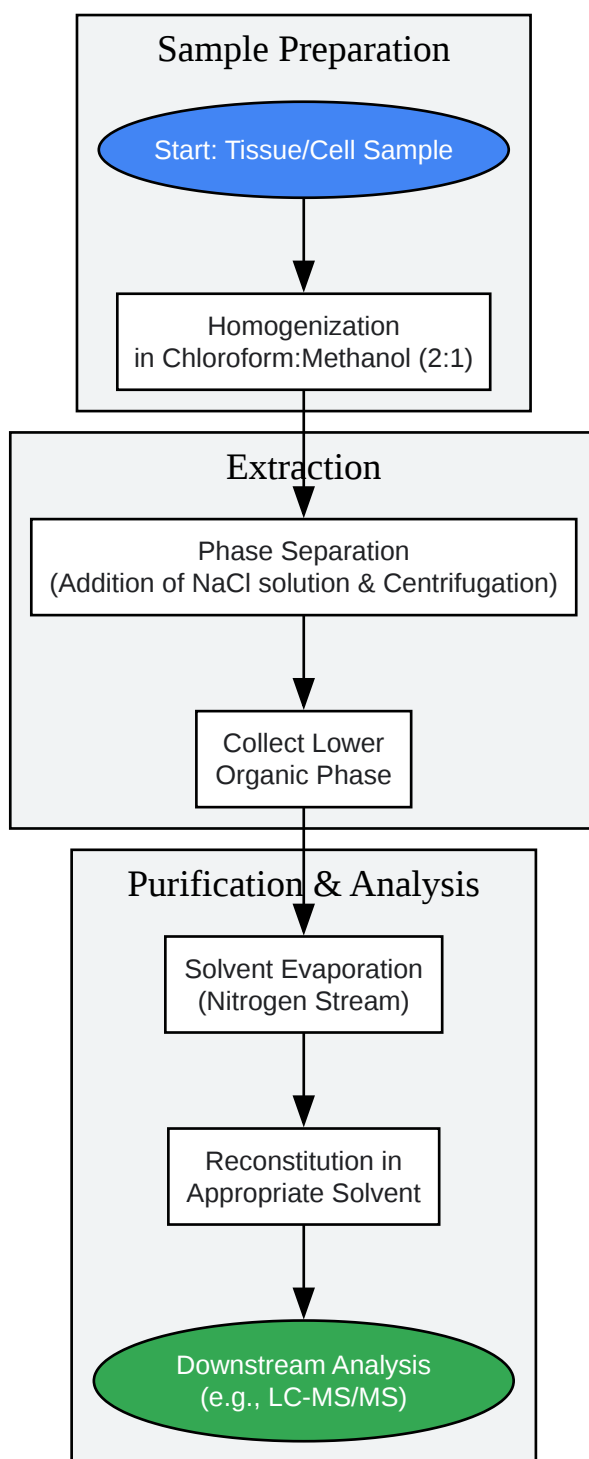 Sample Preparation
Start: Tissue/Cell Sample
Homogenization
in Chloroform:Methanol (2:1)
Extraction
Phase Separation
(Addition of NaCl solution & Centrifugation)
Collect Lower
Organic Phase
Purification & Analysis
Solvent Evaporation
(Nitrogen Stream)
Reconstitution in
Appropriate Solvent
Downstream Analysis
(e.g., LC-MS/MS)